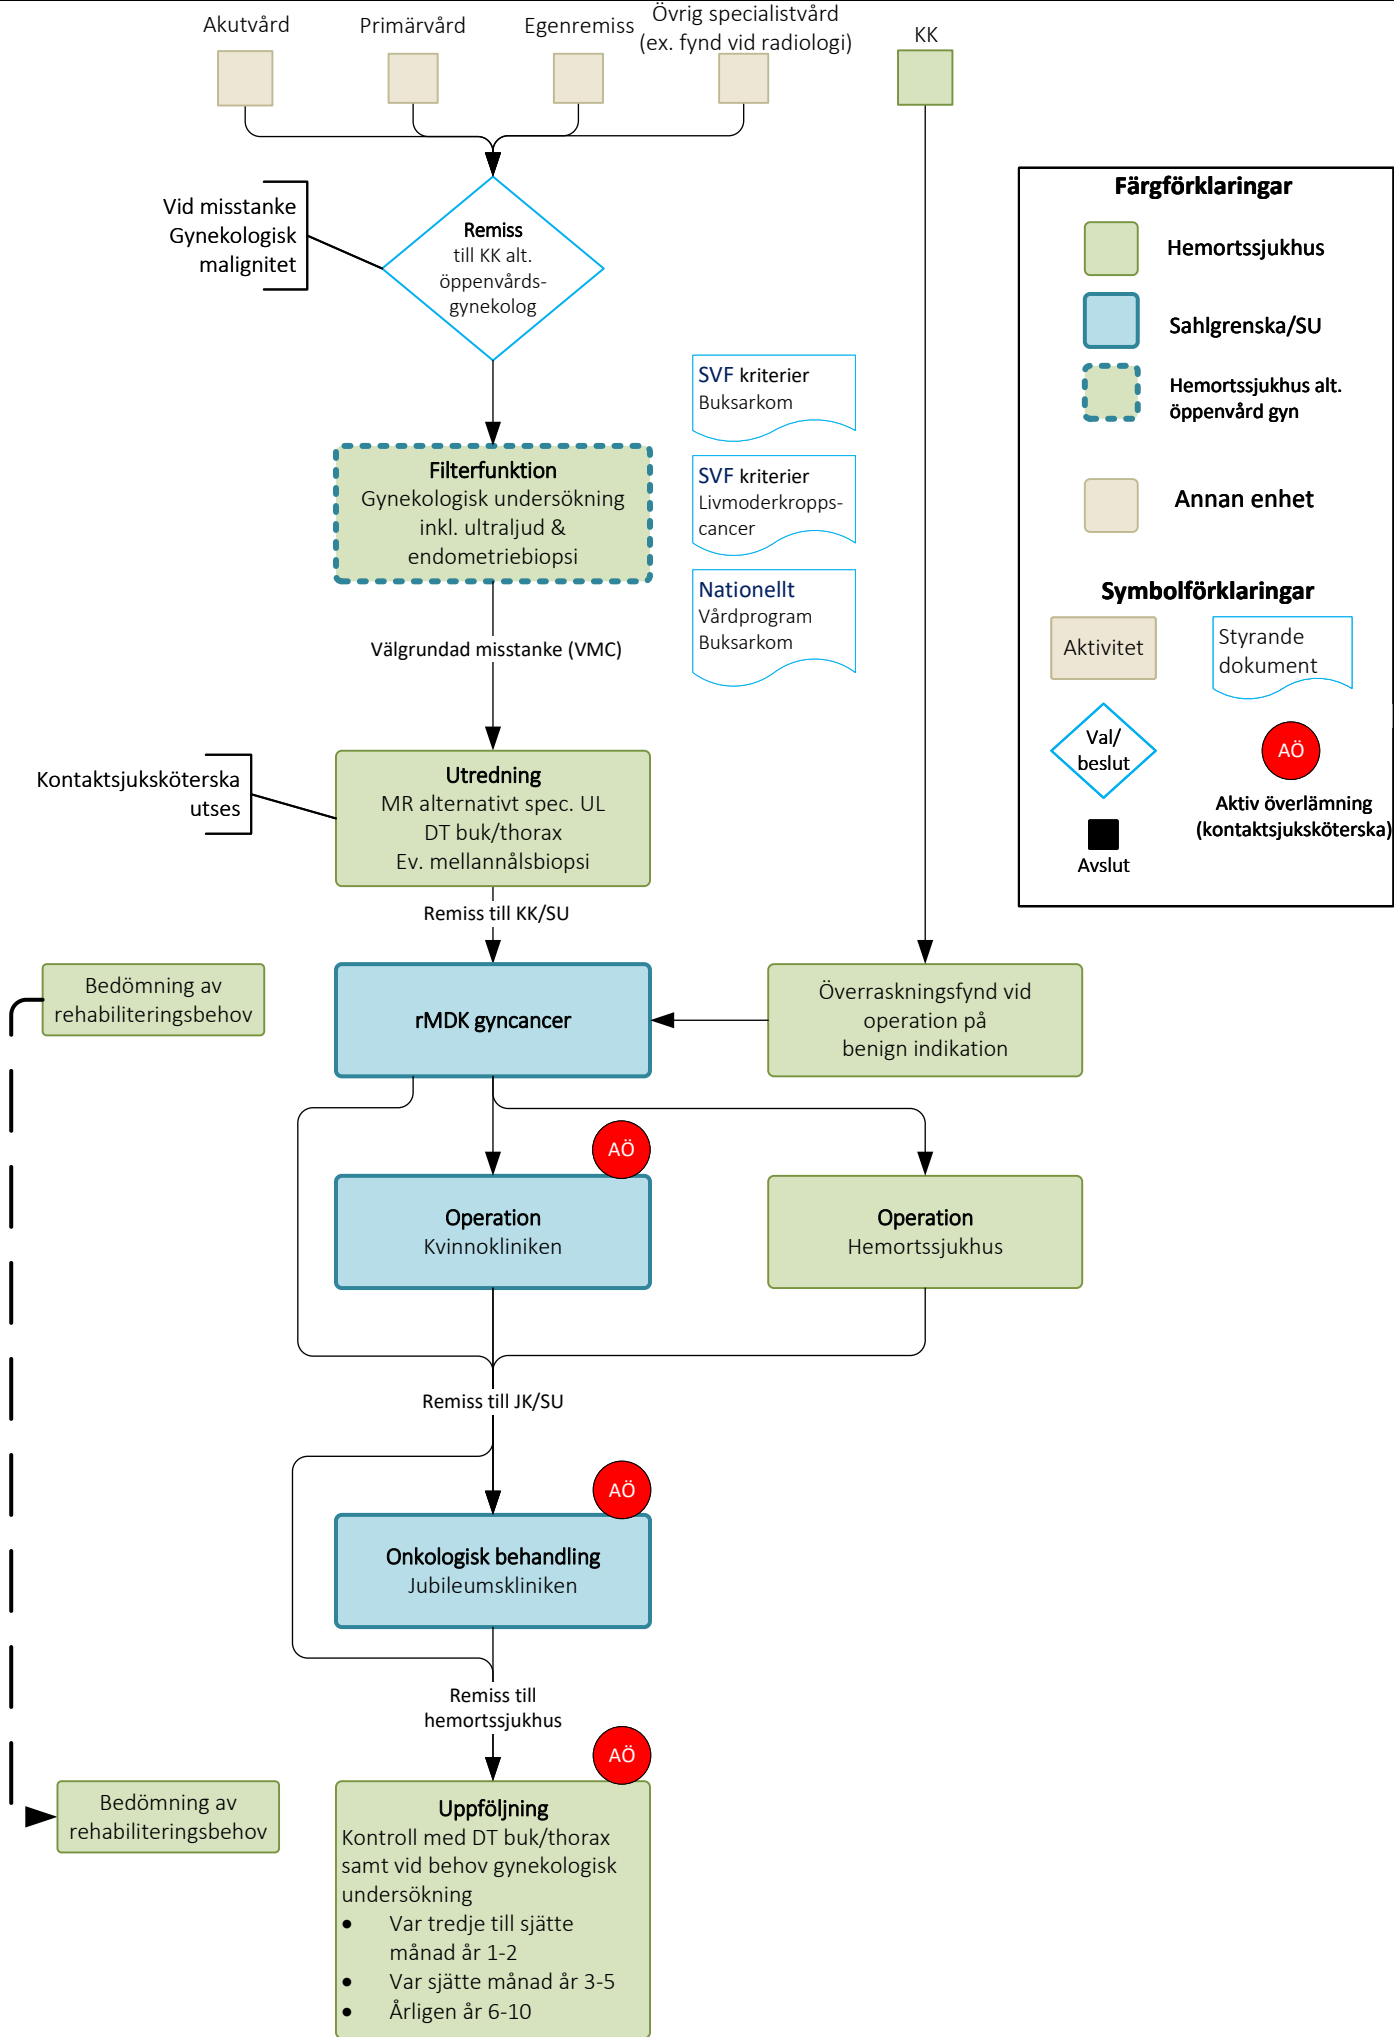 Akutvård
Primärvård
Egenremiss
Övrig specialistvård
(ex. fynd vid radiologi)
KK
Vid misstanke
Gynekologisk
malignitet
Remiss
till KK alt.
öppenvårds-
gynekolog
Färgförklaringar
Hemortssjukhus
Sahlgrenska/SU
Hemortssjukhus alt.
öppenvård gyn
Annan enhet
Symbolförklaringar
Aktivitet
Styrande
dokument
Val/
beslut
AÖ
Aktiv överlämning
(kontaktsjuksköterska)
Avslut
SVF kriterier
Buksarkom
SVF kriterier
Livmoderkropps-
cancer
Nationellt
Vårdprogram
Buksarkom
Filterfunktion
Gynekologisk undersökning
inkl. ultraljud &
endometriebiopsi
Välgrundad misstanke (VMC)
Kontaktsjuksköterska
utses
Utredning
MR alternativt spec. UL
DT buk/thorax
Ev. mellannålsbiopsi
Remiss till KK/SU
Bedömning av
rehabiliteringsbehov
rMDK gyncancer
Överraskningsfynd vid
operation på
benign indikation
AÖ
Operation
Kvinnokliniken
Operation
Hemortssjukhus
Remiss till JK/SU
AÖ
Onkologisk behandling
Jubileumskliniken
Remiss till
hemortssjukhus
AÖ
Bedömning av
rehabiliteringsbehov
Uppföljning
Kontroll med DT buk/thorax
samt vid behov gynekologisk
undersökning
• Var tredje till sjätte
månad år 1-2
• Var sjätte månad år 3-5
• Årligen år 6-10